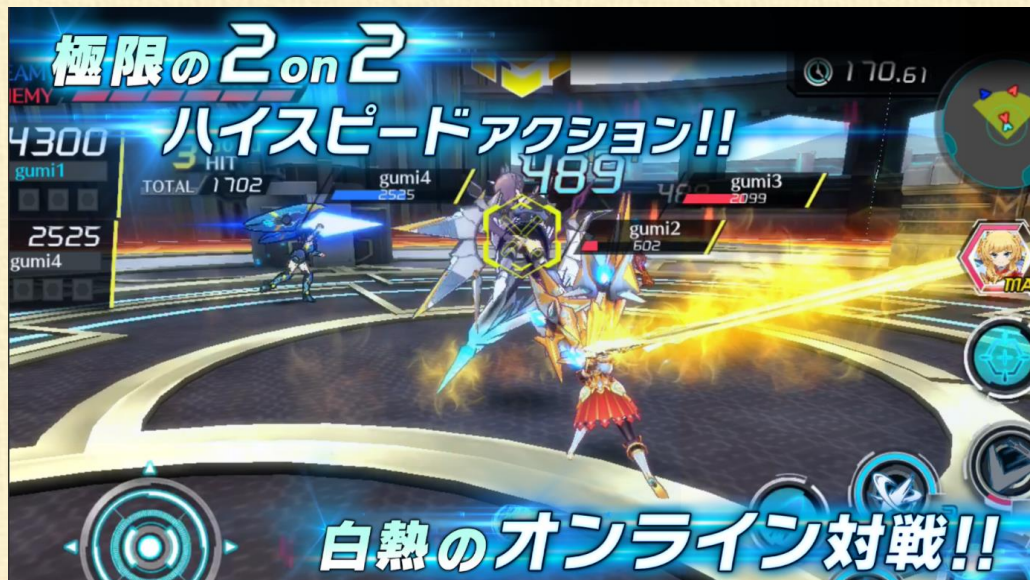 極限の2on2
170.61
ハイスピードアクション!!
4300
gumi1
3
HIT
TOTAL 1702
gumi4
2525
489
gumi3
2099
2525
gumi4
gumi2
602
白熱のオンライン対戦!!